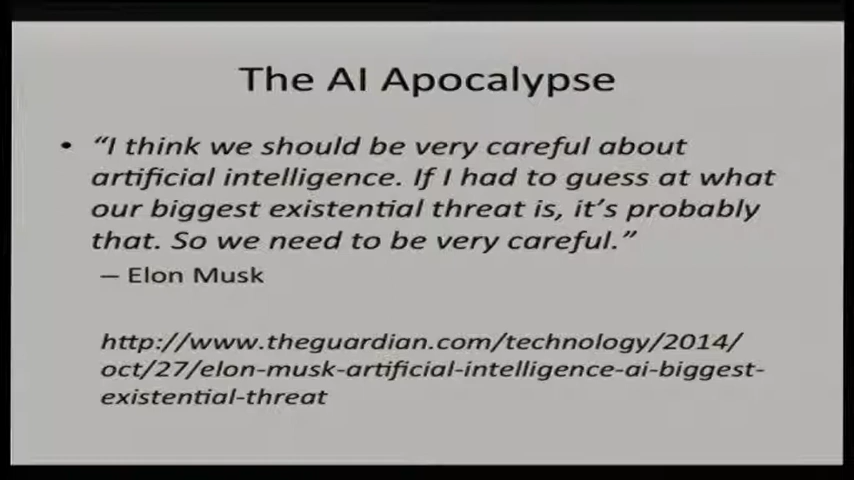 The AI Apocalypse
• “I think we should be very careful about
artificial intelligence. If I had to guess at what
our biggest existential threat is, it’s probably
that. So we need to be very careful.”
– Elon Musk
http://www.theguardian.com/technology/2014/
oct/27/elon-musk-artificial-intelligence-ai-biggest-
existential-threat